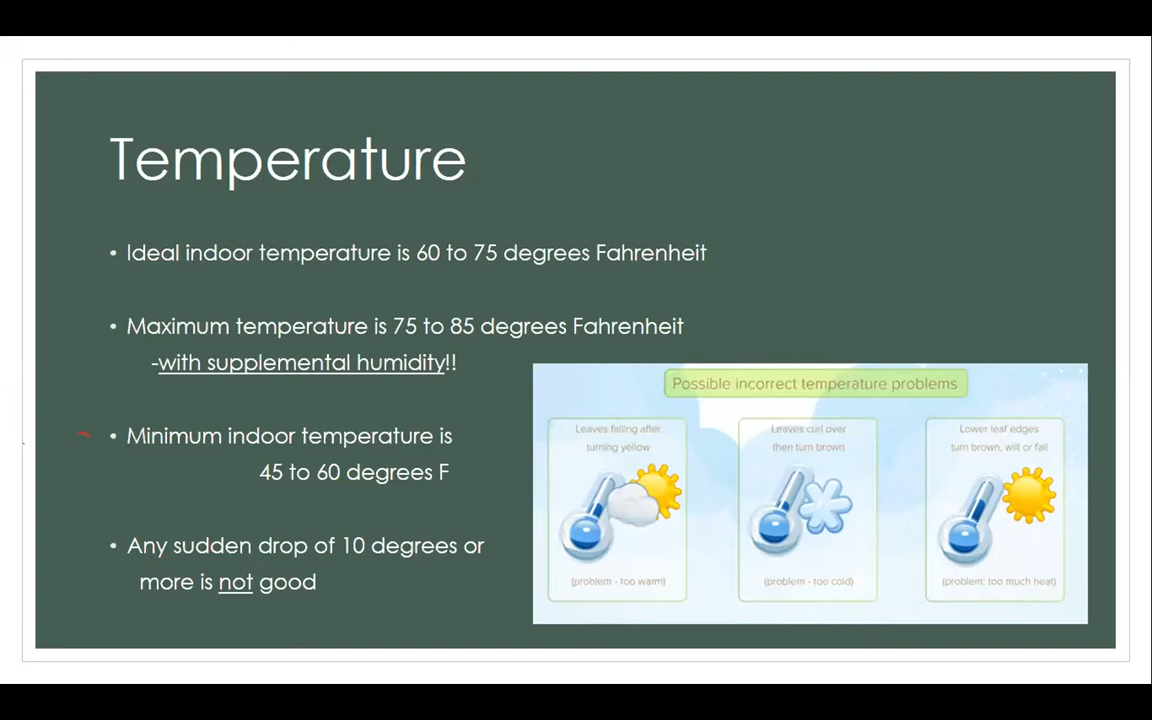 Temperature
• Ideal indoor temperature is 60 to 75 degrees Fahrenheit
• Maximum temperature is 75 to 85 degrees Fahrenheit
-with supplemental humidity!!
• Minimum indoor temperature is
45 to 60 degrees F
• Any sudden drop of 10 degrees or
more is not good
Possible incorrect temperature problems
Leaves falling after
turning yellow
(problem - too warm)
Leaves curl over
then turn brown
(problem - too cold)
Lower leaf edges
turn brown, wilt or fall
(problem: too much heat)